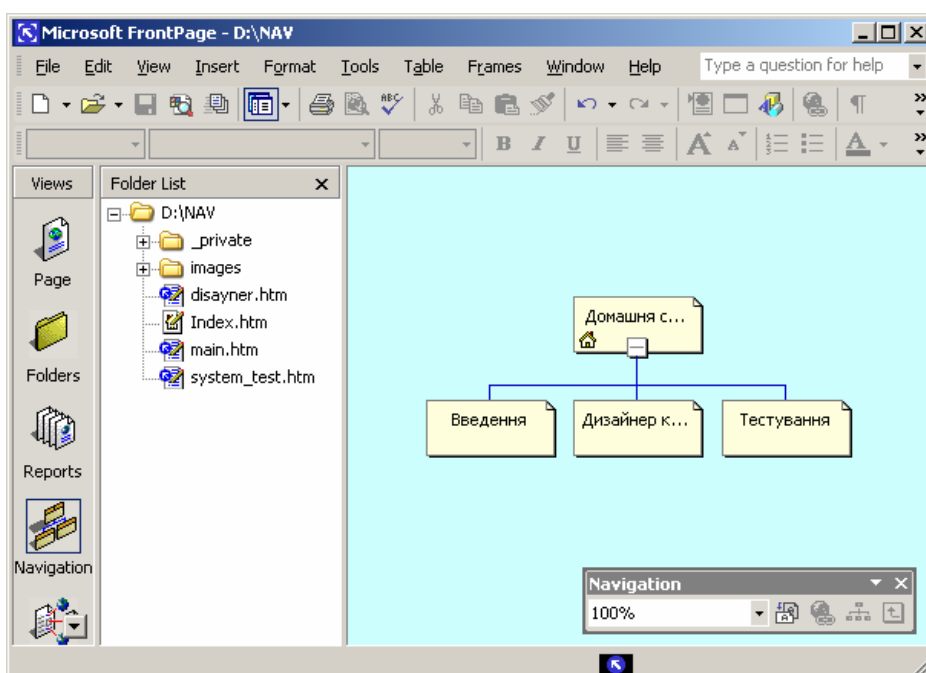 Microsoft FrontPage - D:\NAV
File Edit View Insert Format Tools Table Frames Window Help Type a question for help
ABC
B I U A A A
Views
Folder List
D:\NAV
_private
images
disayner.htm
Index.htm
main.htm
system_test.htm
Page
Folders
Reports
Navigation
Домашня с...
Введення
Дизайнер к...
Тестування
Navigation
100%